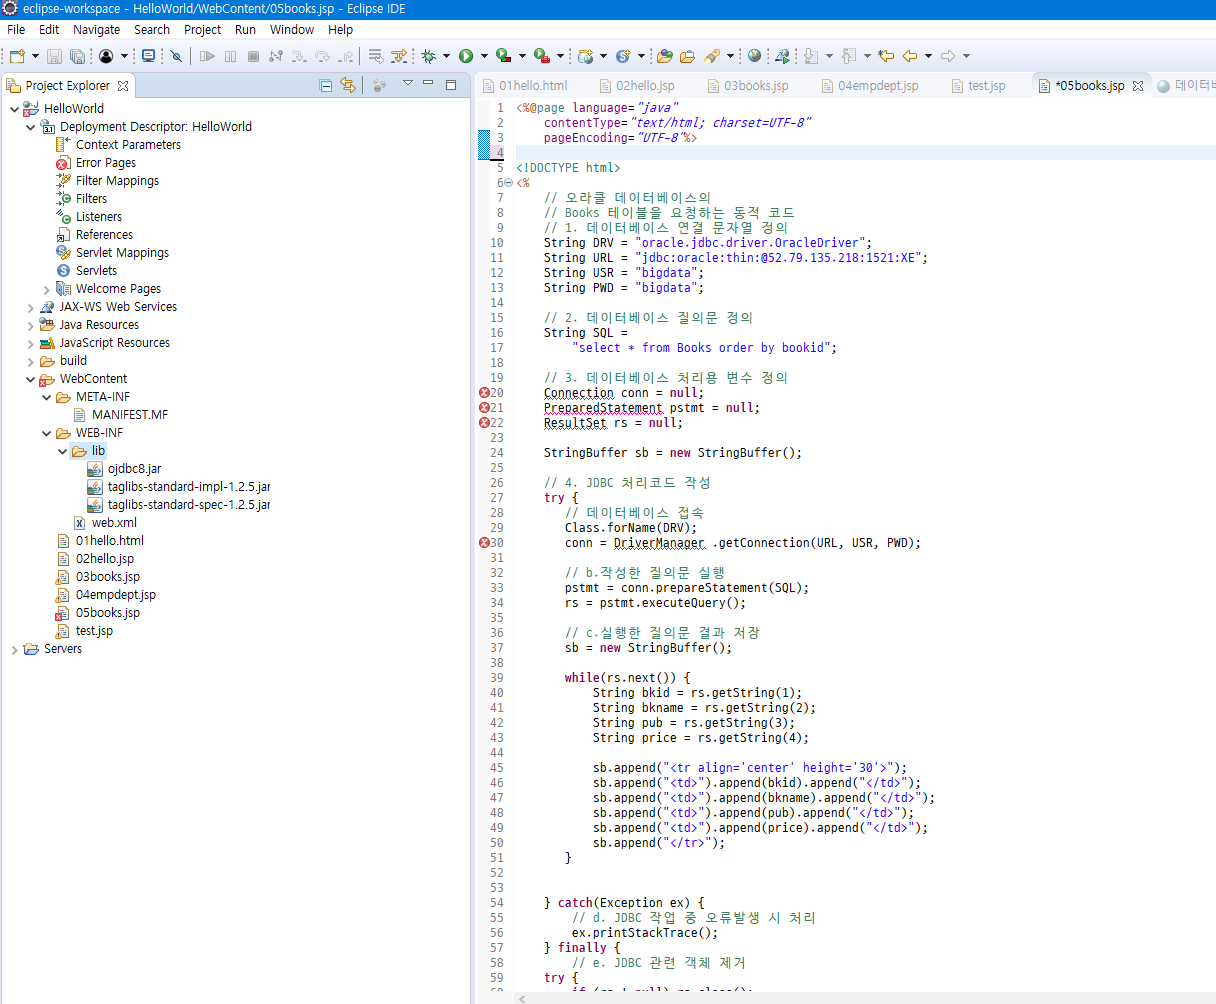 eclipse-workspace - HelloWorld/WebContent/05books.jsp - Eclipse IDE
File Edit Navigate Search Project Run Window Help
Project Explorer
01hello.html 02hello.jsp 03books.jsp 04empdept.jsp test.jsp *05books.jsp
HelloWorld
Deployment Descriptor: HelloWorld
Context Parameters
Error Pages
Filter Mappings
Filters
Listeners
References
Servlet Mappings
Servlets
Welcome Pages
JAX-WS Web Services
Java Resources
JavaScript Resources
build
WebContent
META-INF
MANIFEST.MF
WEB-INF
lib
ojdbc8.jar
taglibs-standard-impl-1.2.5.jar
taglibs-standard-spec-1.2.5.jar
web.xml
01hello.html
02hello.jsp
03books.jsp
04empdept.jsp
05books.jsp
test.jsp
Servers
1 <%@page language="java"
2 contentType="text/html; charset=UTF-8"
3 pageEncoding="UTF-8"%>
4
5 <!DOCTYPE html>
6 <%
7 // 오라클 데이터베이스의
8 // Books 테이블을 요청하는 동적 코드
9 // 1. 데이터베이스 연결 문자열 정의
10 String DRV = "oracle.jdbc.driver.OracleDriver";
11 String URL = "jdbc:oracle:thin:@52.79.135.218:1521:XE";
12 String USR = "bigdata";
13 String PWD = "bigdata";
14
15 // 2. 데이터베이스 질의문 정의
16 String SQL =
17 "select * from Books order by bookid";
18
19 // 3. 데이터베이스 처리용 변수 정의
20 Connection conn = null;
21 PreparedStatement pstmt = null;
22 ResultSet rs = null;
23
24 StringBuffer sb = new StringBuffer();
25
26 // 4. JDBC 처리코드 작성
27 try {
28 // 데이터베이스 접속
29 Class.forName(DRV);
30 conn = DriverManager .getConnection(URL, USR, PWD);
31
32 // b.작성한 질의문 실행
33 pstmt = conn.prepareStatement(SQL);
34 rs = pstmt.executeQuery();
35
36 // c.실행한 질의문 결과 저장
37 sb = new StringBuffer();
38
39 while(rs.next()) {
40 String bkid = rs.getString(1);
41 String bkname = rs.getString(2);
42 String pub = rs.getString(3);
43 String price = rs.getString(4);
44
45 sb.append("<tr align='center' height='30'>");
46 sb.append("<td>").append(bkid).append("</td>");
47 sb.append("<td>").append(bkname).append("</td>");
48 sb.append("<td>").append(pub).append("</td>");
49 sb.append("<td>").append(price).append("</td>");
50 sb.append("</tr>");
51 }
52
53
54 } catch(Exception ex) {
55 // d. JDBC 작업 중 오류발생 시 처리
56 ex.printStackTrace();
57 } finally {
58 // e. JDBC 관련 객체 제거
59 try {